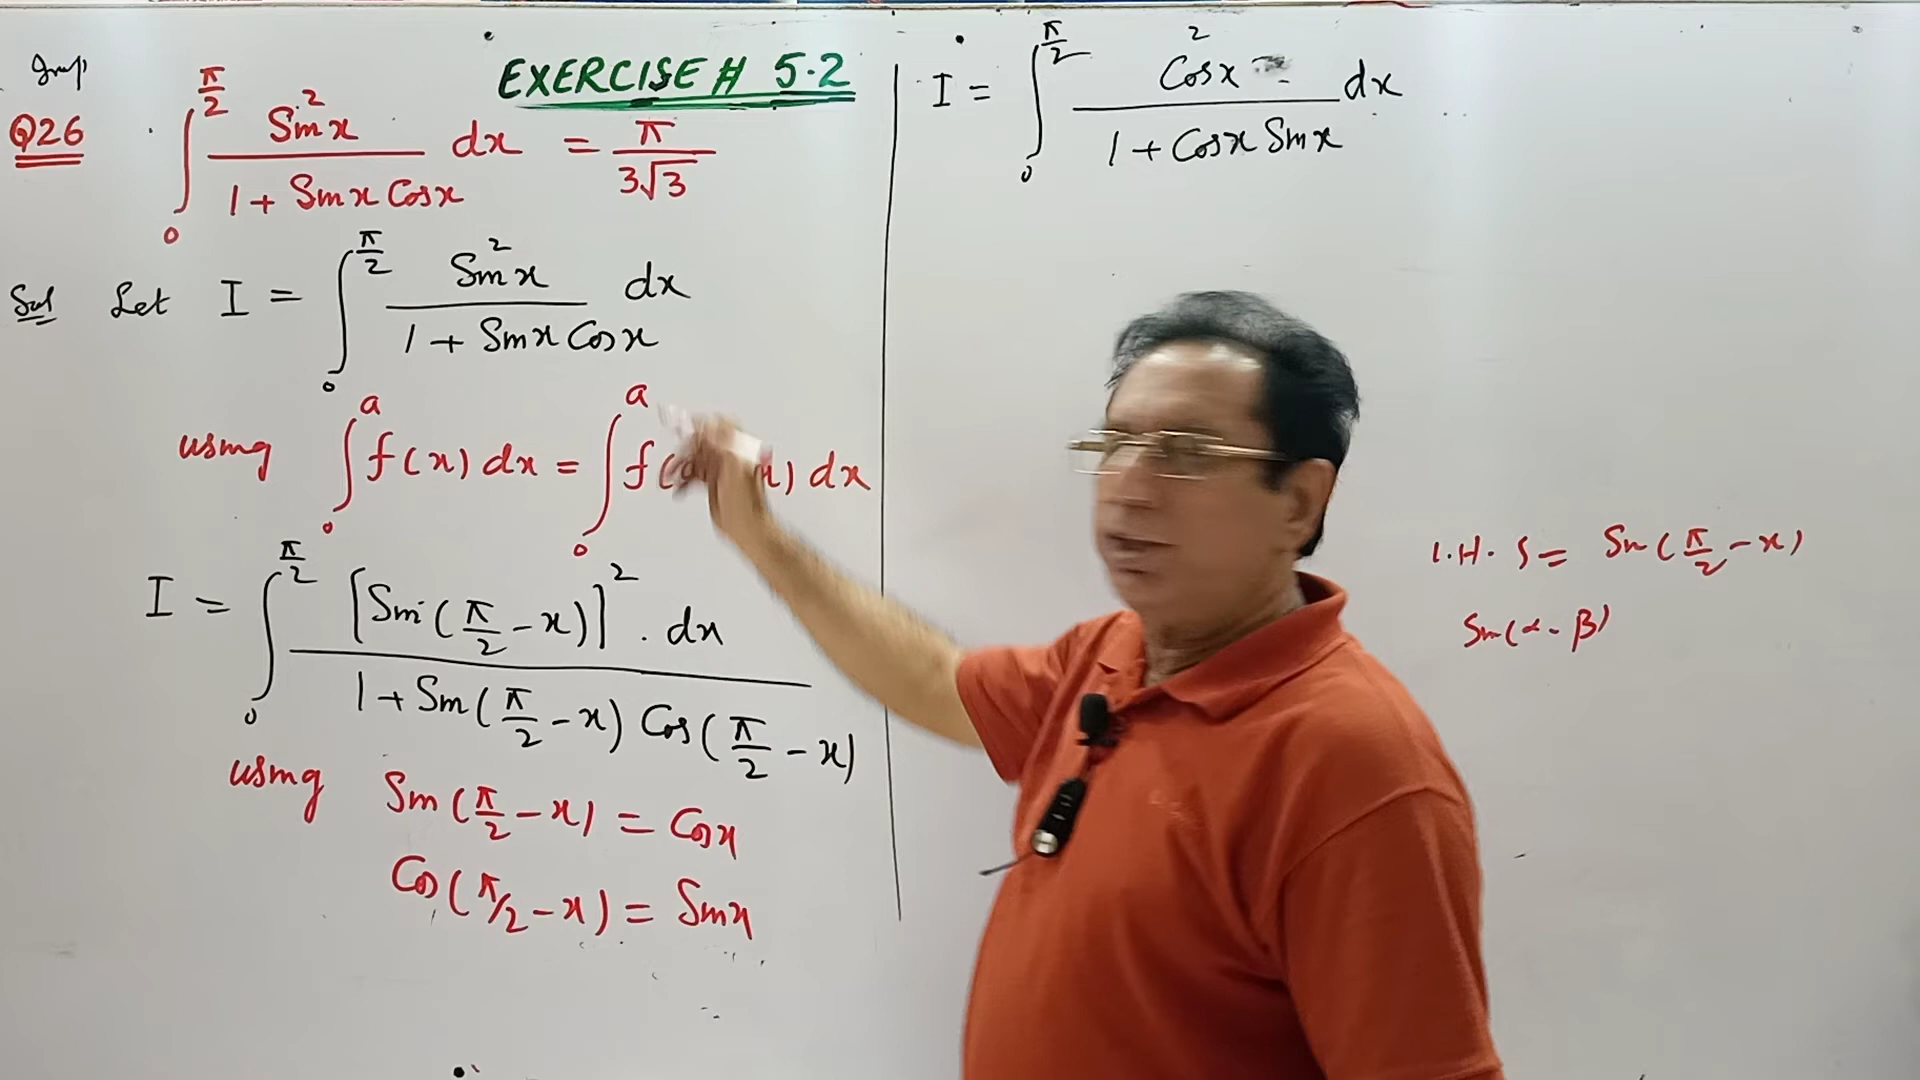 EXERCISE # 5.2
Imp
Q26 ∫₀^{π/2} Sin²x / (1 + Sinx Cosx) dx = π / 3√3
Sol Let I = ∫₀^{π/2} Sin²x / (1 + Sinx Cosx) dx
using ∫₀^a f(x) dx = ∫₀^a f( x) dx
I = ∫₀^{π/2} [Sin(π/2 - x)]² . dx / (1 + Sin(π/2 - x) Cos(π/2 - x))
using Sin(π/2 - x) = Cosx
Cos(π/2 - x) = Sinx
I = ∫₀^{π/2} Cos²x / (1 + Cosx Sinx) dx
L.H.S = Sin(π/2 - x)
Sin(α - β)